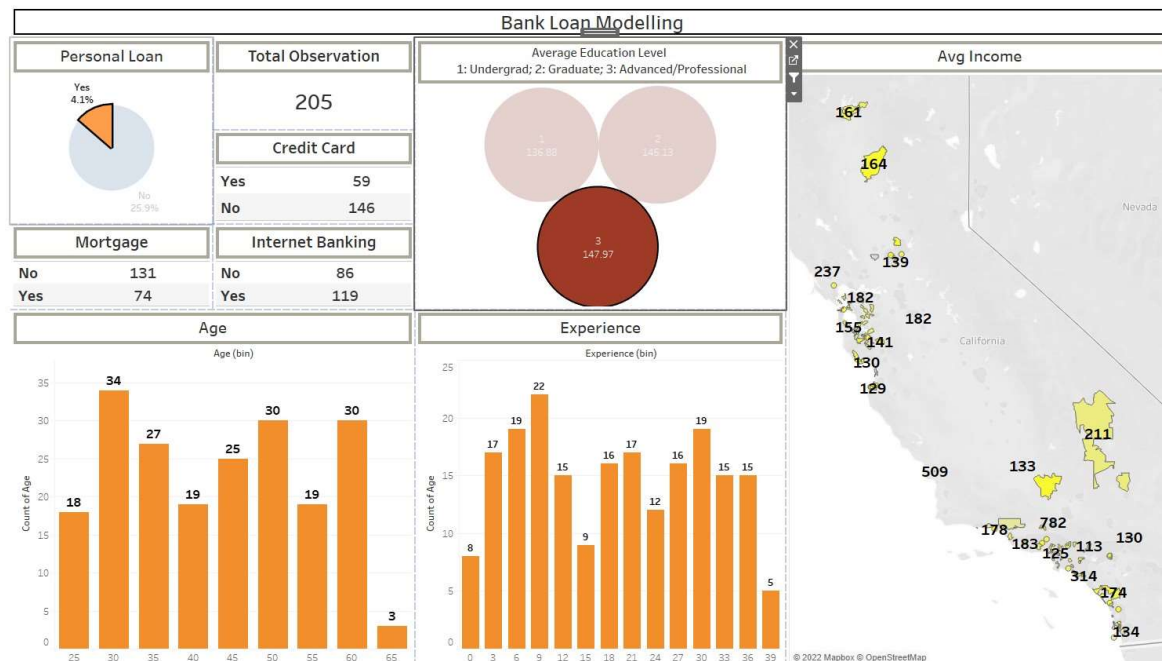 Bank Loan Modelling
Personal Loan
Yes
4.1%
No
25.9%
Total Observation
205
Credit Card
Yes 59
No 146
Mortgage
No 131
Yes 74
Internet Banking
No 86
Yes 119
Average Education Level
1: Undergrad; 2: Graduate; 3: Advanced/Professional
1
136.88
2
145.13
3
147.97
Avg Income
161
164
Nevada
139
237
182
182
155
141
California
130
129
211
133
509
782
178
183
125
113
130
314
174
134
© 2022 Mapbox © OpenStreetMap
Age
Age (bin)
Count of Age
35
30
25
20
15
10
5
0
18
34
27
19
25
30
19
30
3
25 30 35 40 45 50 55 60 65
Experience
Experience (bin)
Count of Age
25
20
15
10
5
0
8
17
19
22
15
9
16
17
12
16
19
15
15
5
0 3 6 9 12 15 18 21 24 27 30 33 36 39